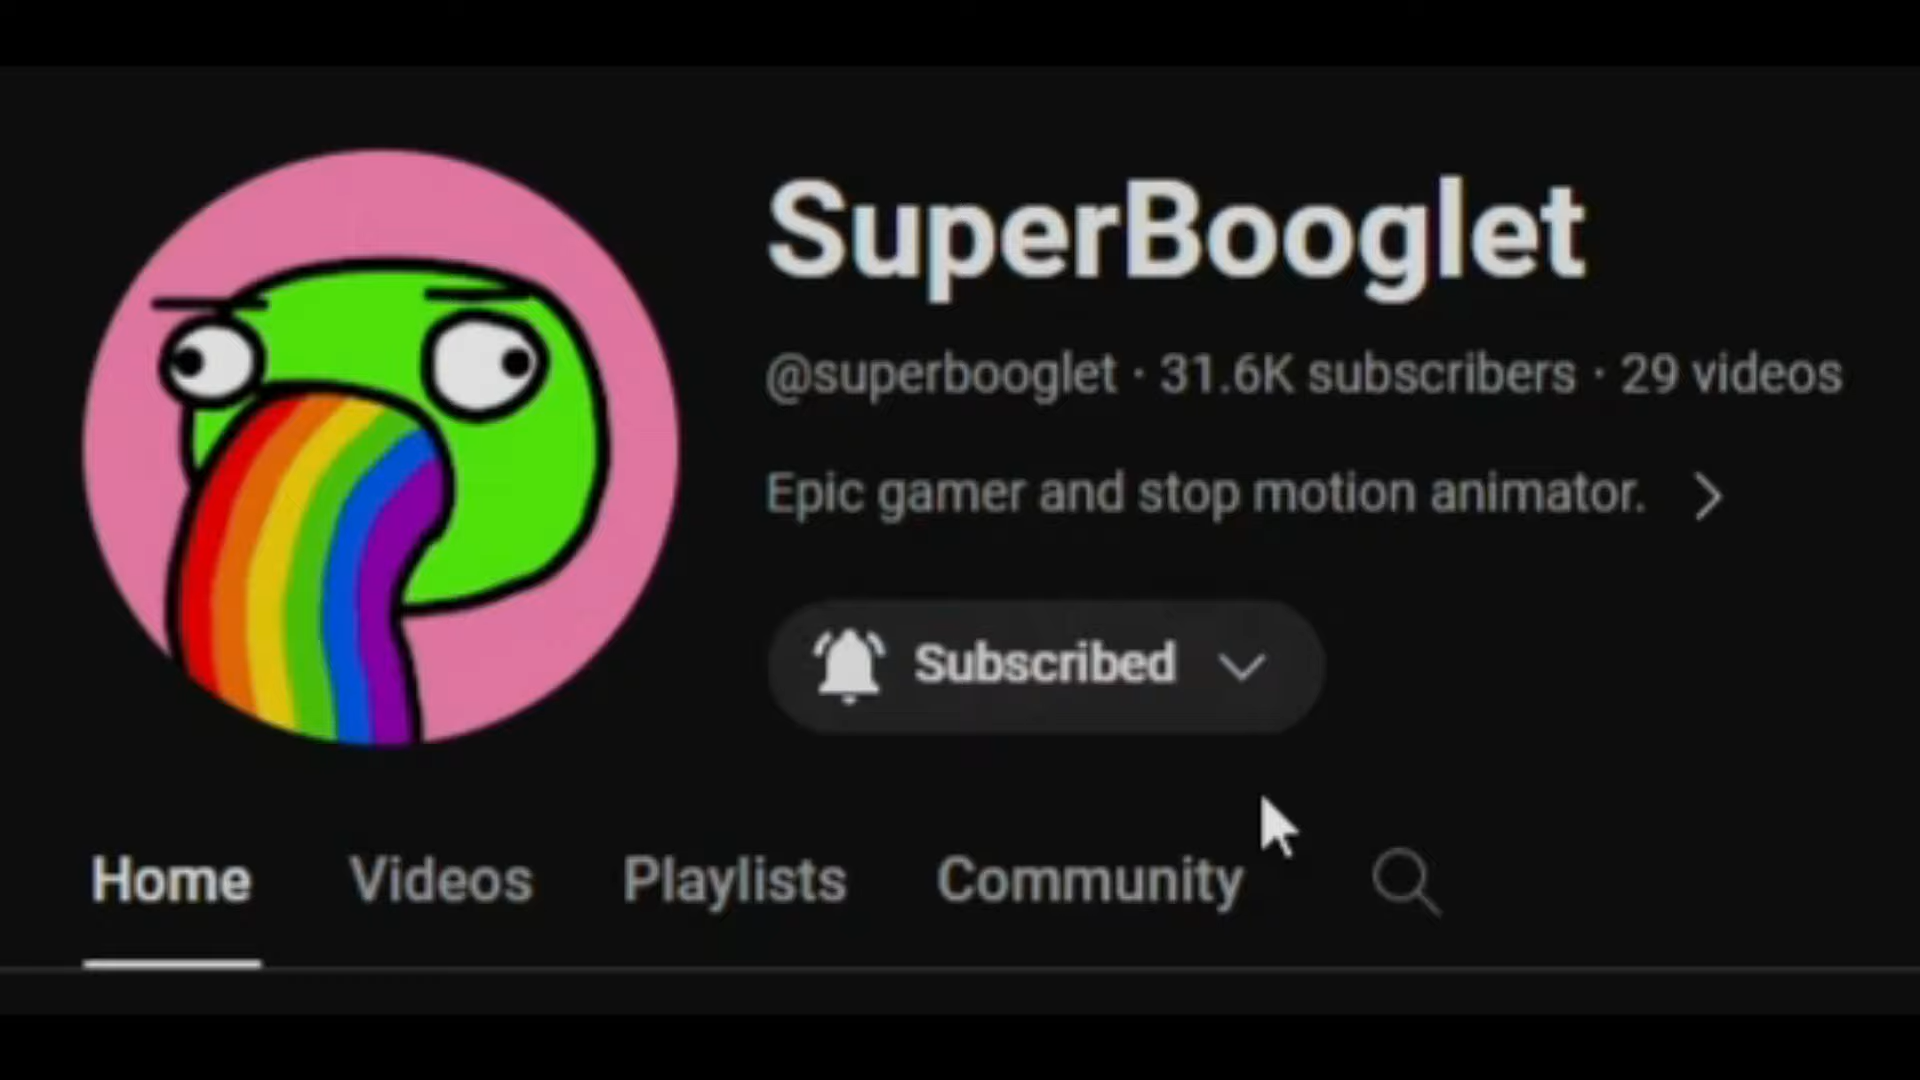 SuperBooglet
@superbooglet · 31.6K subscribers · 29 videos
Epic gamer and stop motion animator.
Subscribed
Home Videos Playlists Community